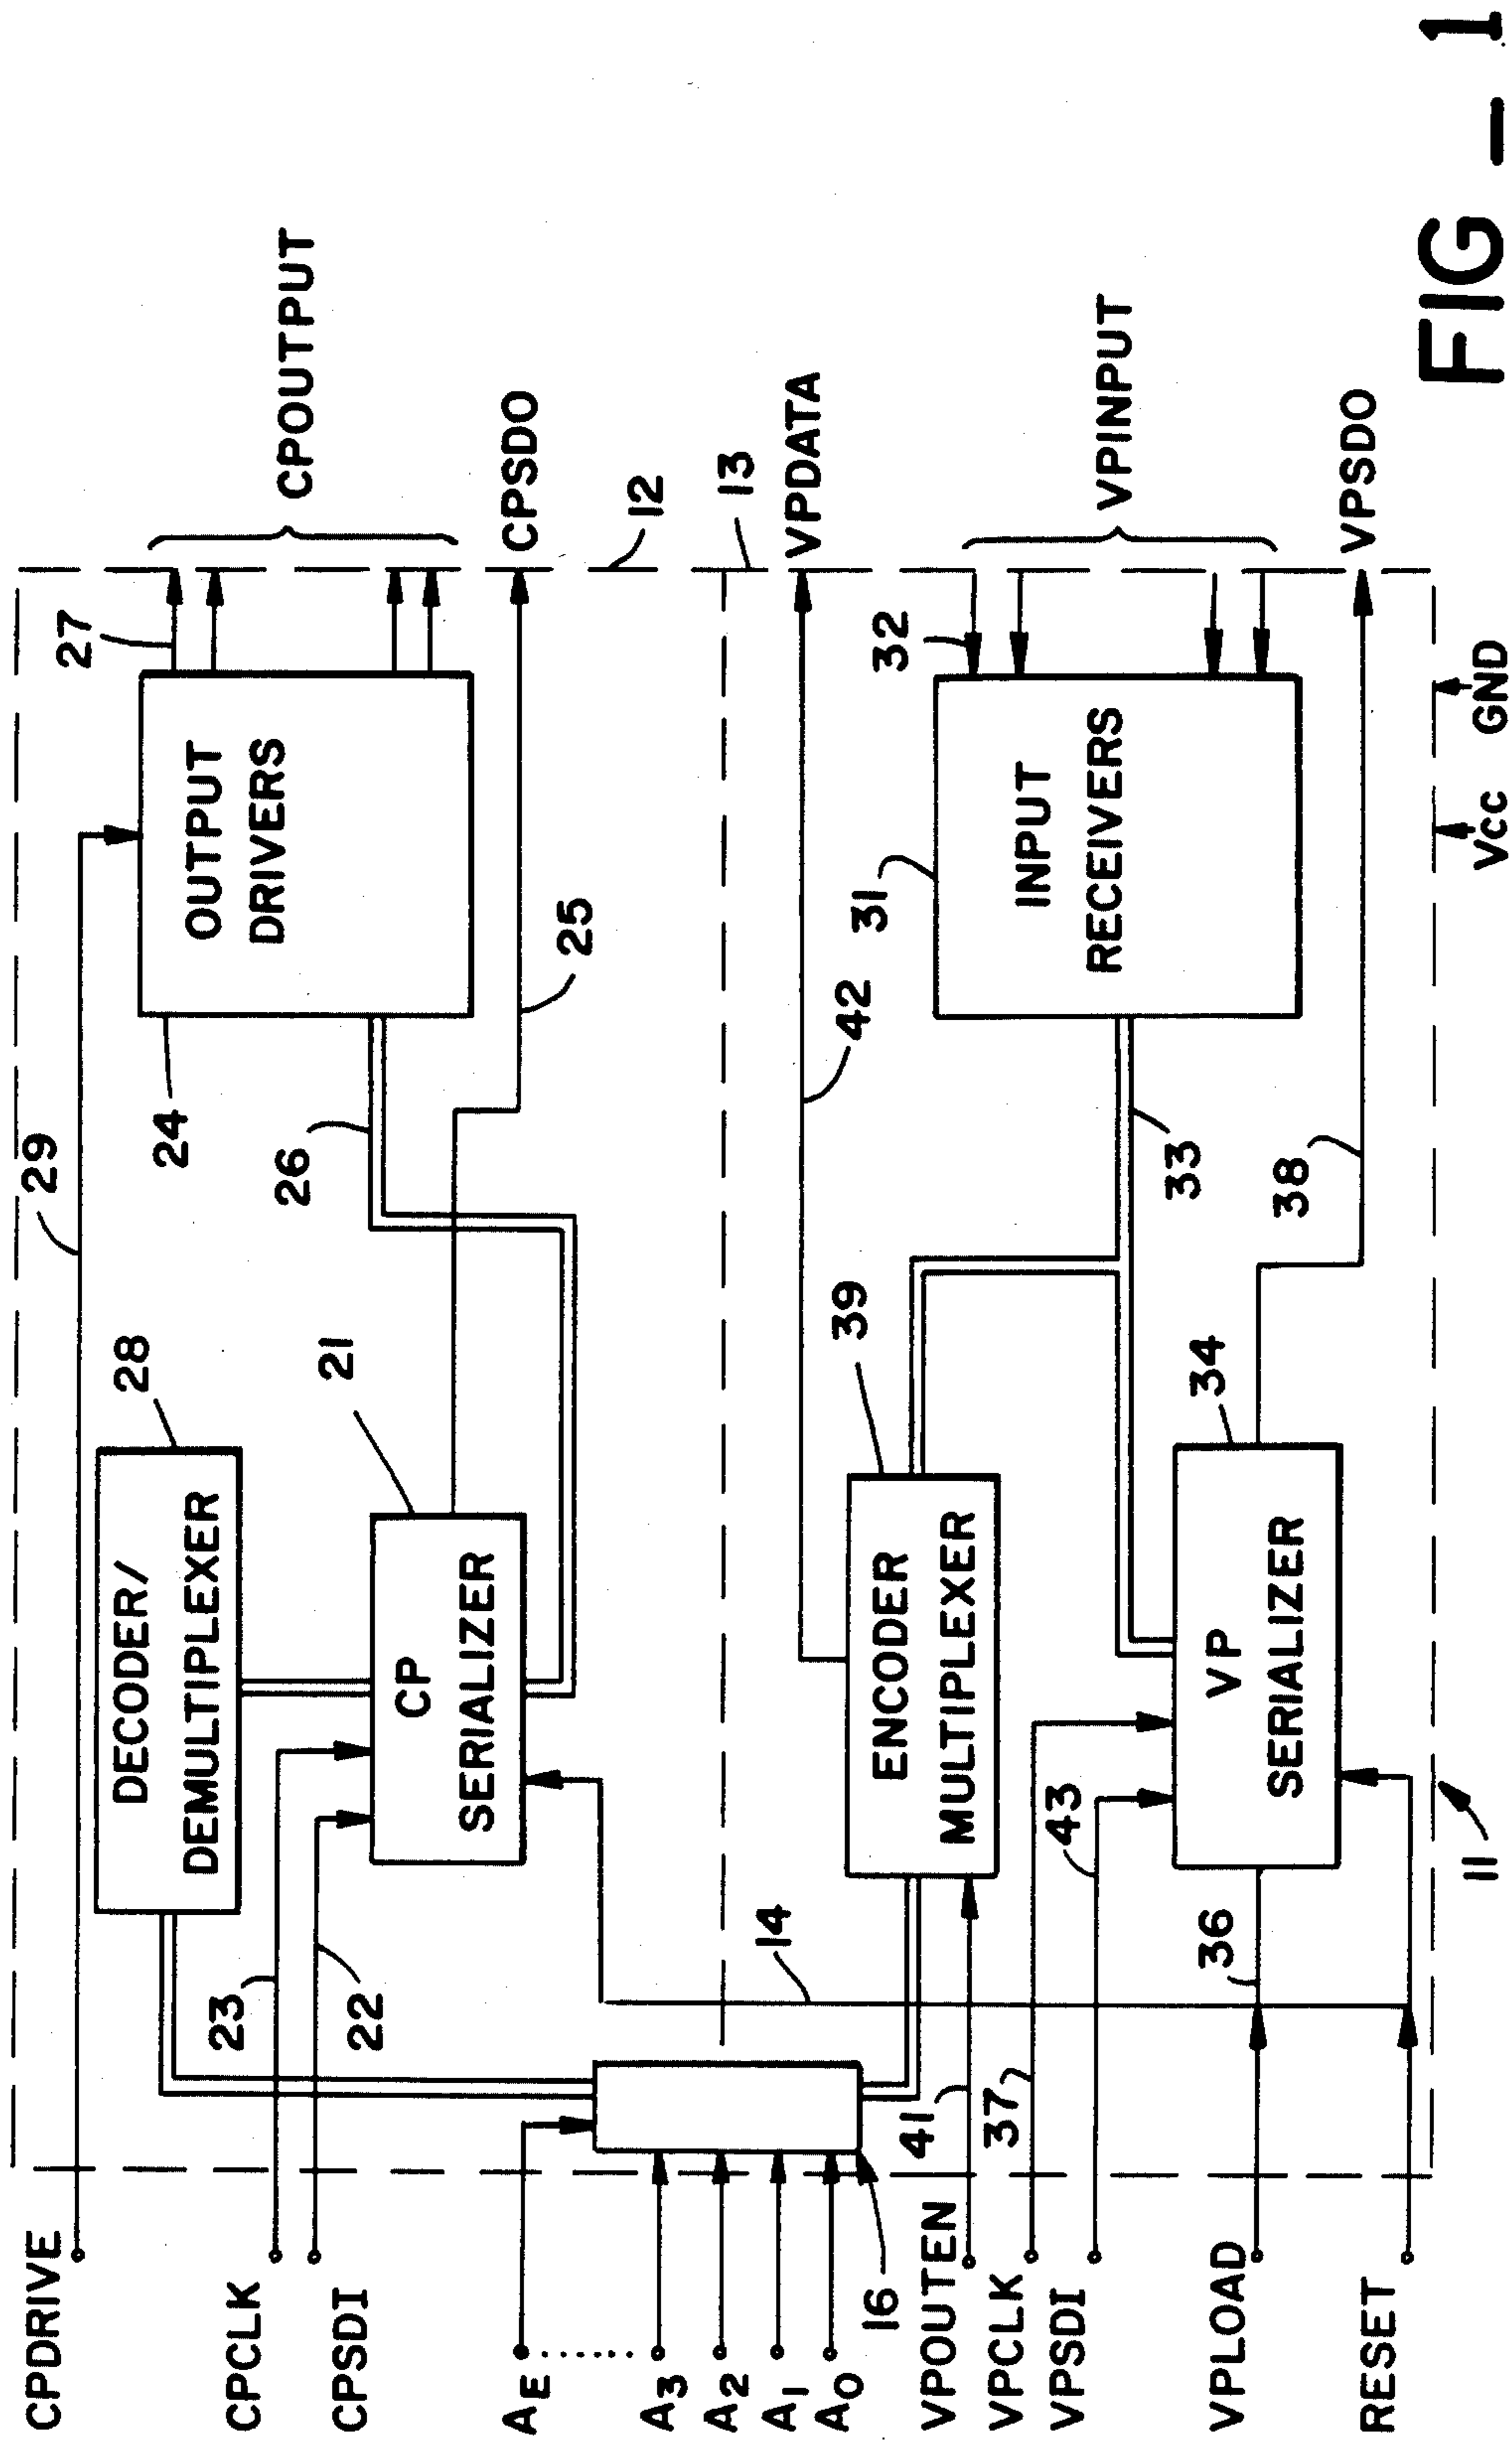 CPDRIVE
29
27
DECODER/
DEMULTIPLEXER
28
24
OUTPUT
DRIVERS
CPOUTPUT
CPCLK
23
CPSDI
22
21
CP
SERIALIZER
26
25
CPSDO
12
13
AE
A3
A2
A1
A0
16
14
VPDATA
42
VPOUTEN
41
ENCODER
MULTIPLEXER
39
31
32
INPUT
RECEIVERS
VPINPUT
VPCLK
37
VPSDI
43
33
VP
SERIALIZER
34
VPLOAD
36
38
VPSDO
RESET
11
Vcc
GND
FIG - 1